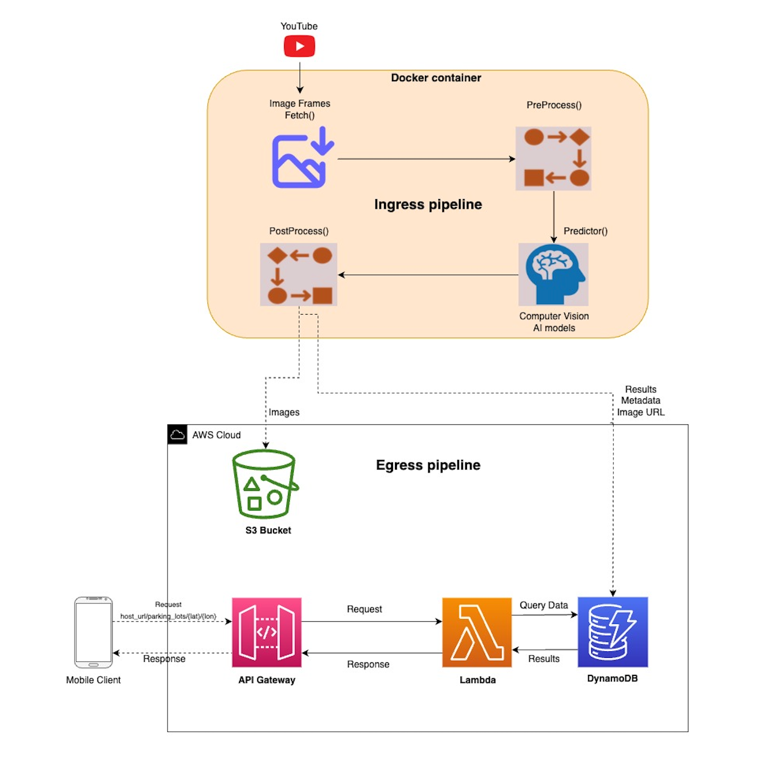 YouTube
Docker container
Image Frames
Fetch()
PreProcess()
Ingress pipeline
PostProcess()
Predictor()
Computer Vision
AI models
Results
Metadata
Image URL
Images
AWS Cloud
Egress pipeline
S3 Bucket
Request
host_url/parking_lots/{lat}/{lon}
Response
Mobile Client
</>
API Gateway
Request
Response
Lambda
Query Data
Results
DynamoDB